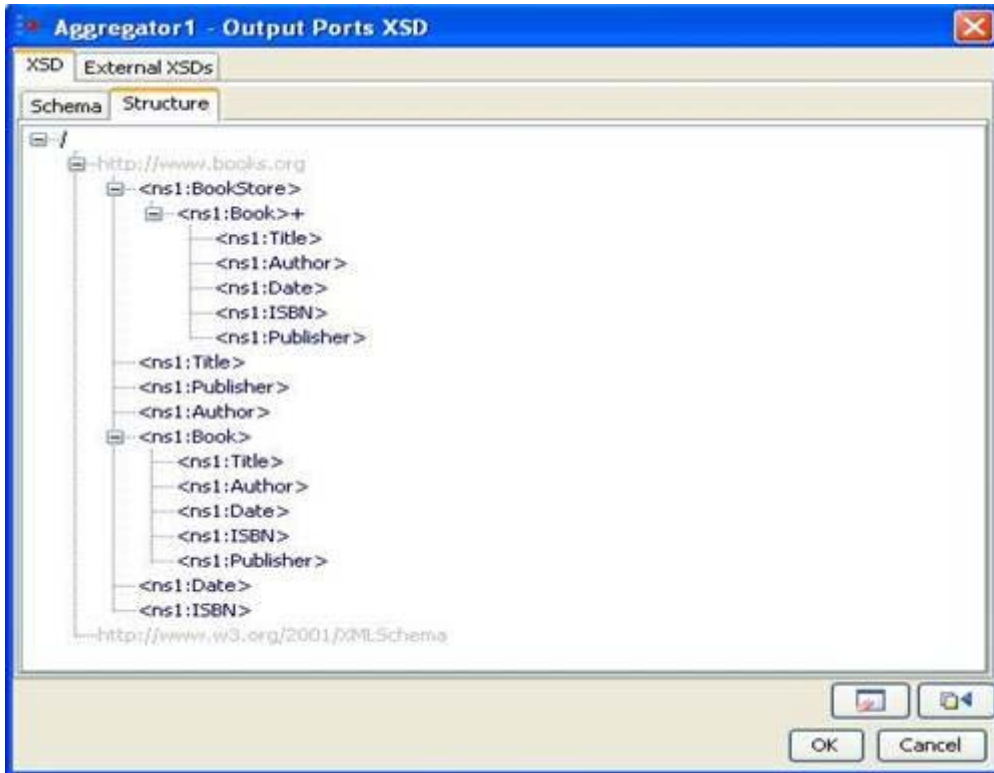 Aggregator1 - Output Ports XSD
XSD External XSDs
Schema Structure
/
http://www.books.org
<ns1:BookStore>
<ns1:Book>+
<ns1:Title>
<ns1:Author>
<ns1:Date>
<ns1:ISBN>
<ns1:Publisher>
<ns1:Title>
<ns1:Publisher>
<ns1:Author>
<ns1:Book>
<ns1:Title>
<ns1:Author>
<ns1:Date>
<ns1:ISBN>
<ns1:Publisher>
<ns1:Date>
<ns1:ISBN>
http://www.w3.org/2001/XMLSchema
OK Cancel